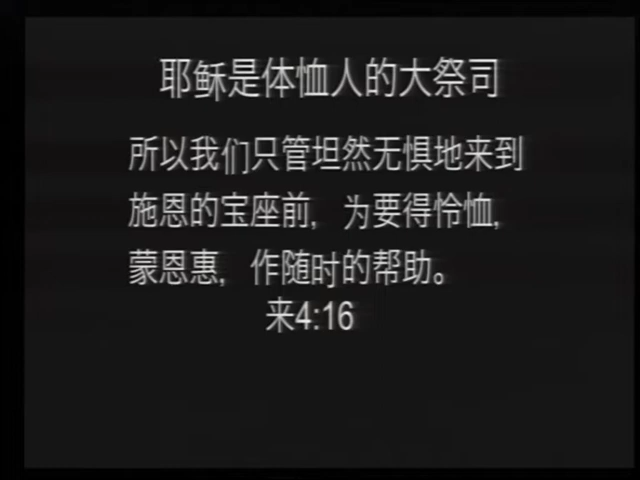 耶稣是体恤人的大祭司
所以我们只管坦然无惧地来到
施恩的宝座前, 为要得怜恤,
蒙恩惠, 作随时的帮助。
来4:16